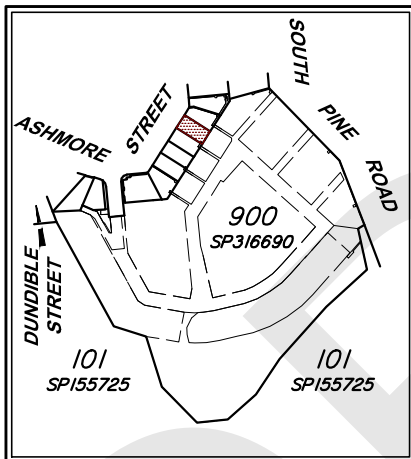 SOUTH
PINE
ROAD
ASHMORE
STREET
900
SP316690
DUNDIBLE
STREET
101
SP155725
101
SP155725